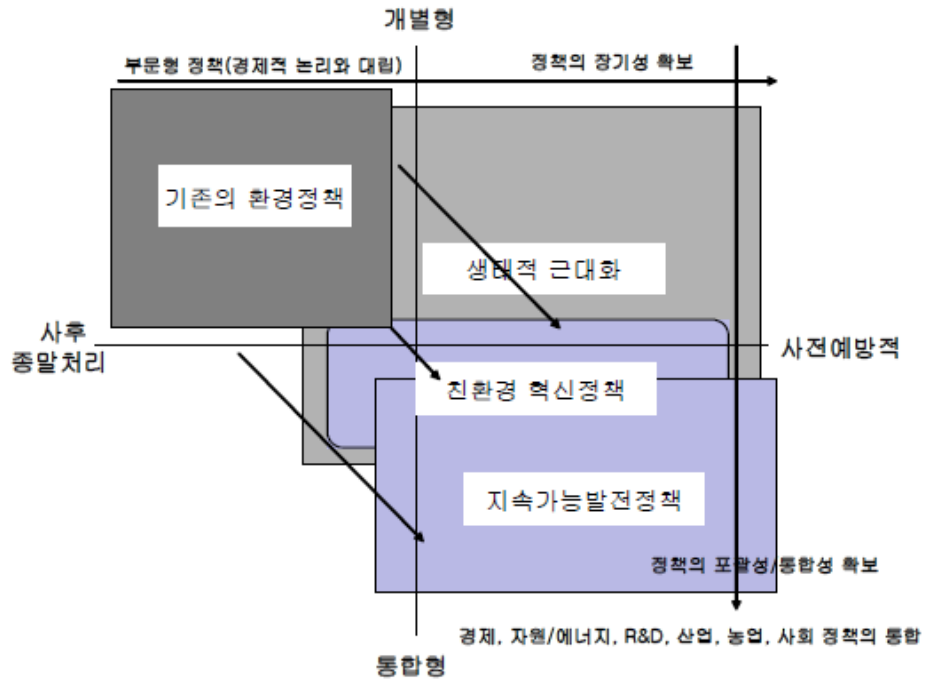 개별형
부문형 정책(경제적 논리와 대립)
정책의 장기성 확보
기존의 환경정책
생태적 근대화
사후
종말처리
사전예방적
친환경 혁신정책
지속가능발전정책
정책의 포괄성/통합성 확보
경제, 자원/에너지, R&D, 산업, 농업, 사회 정책의 통합
통합형